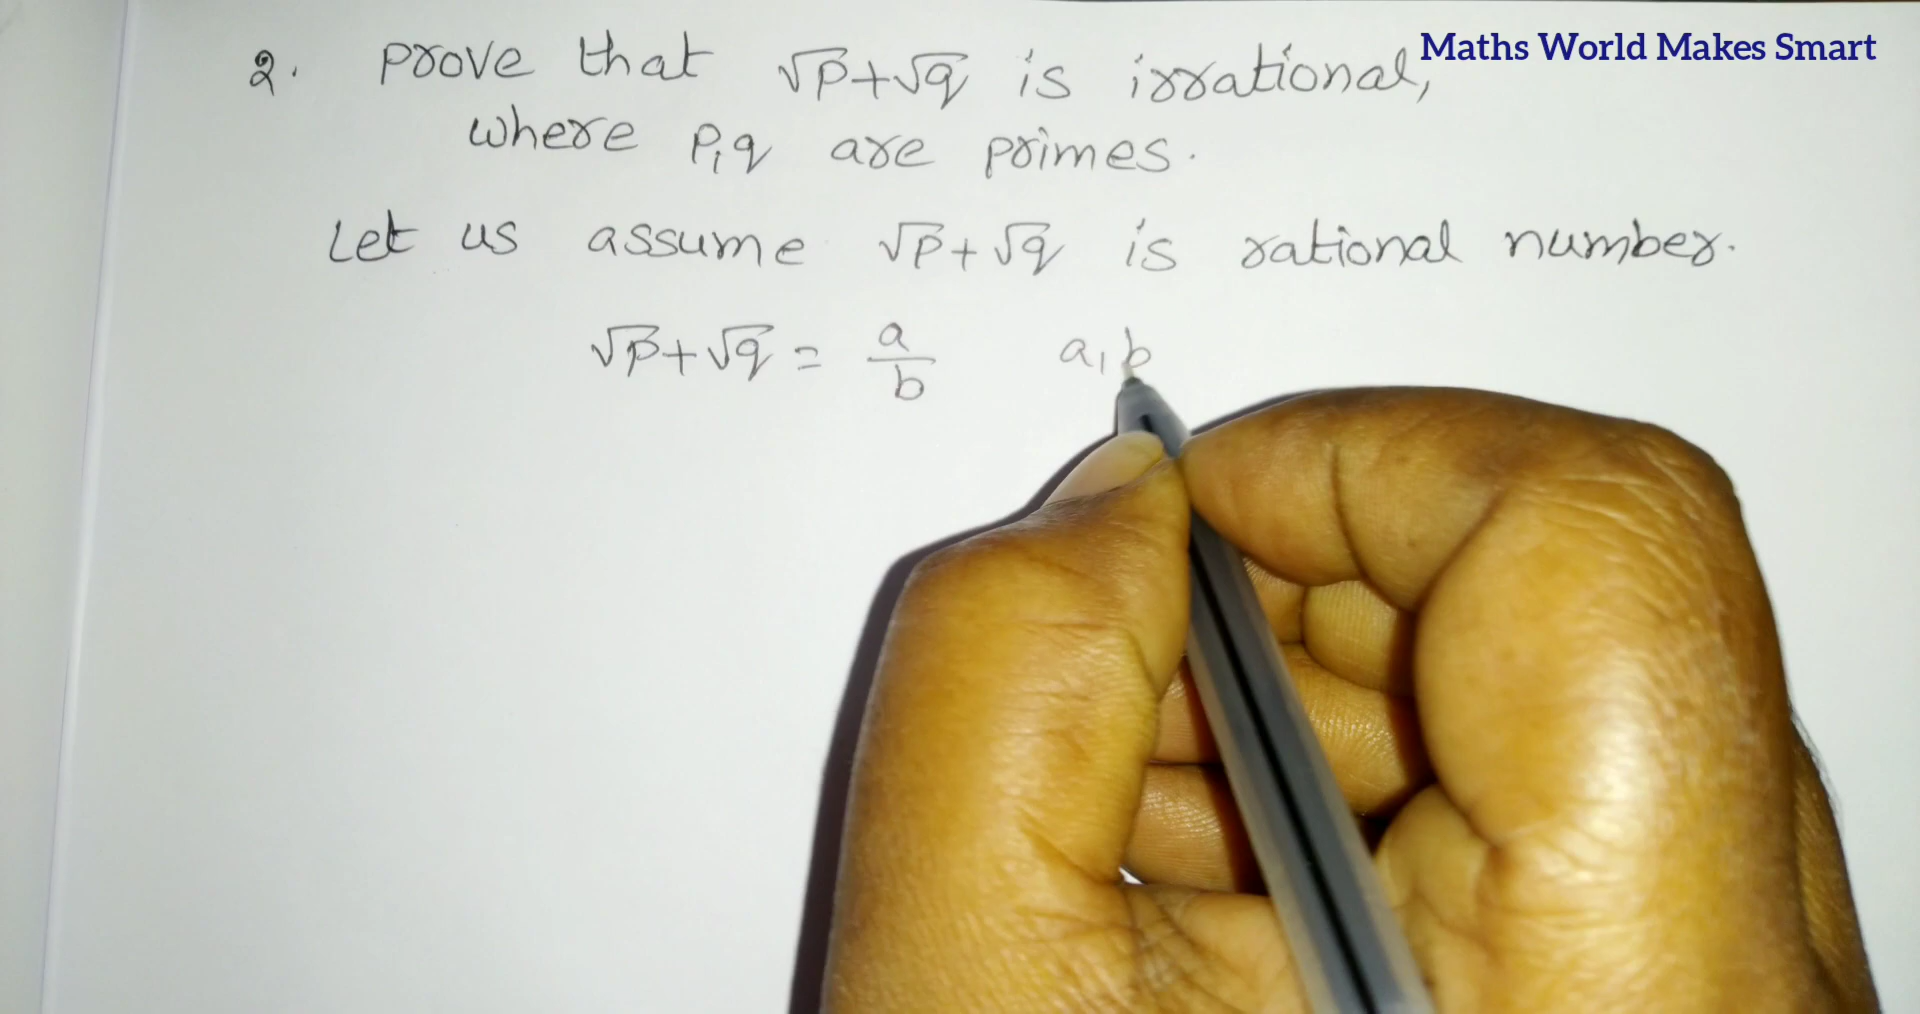 Maths World Makes Smart
2. Prove that √p+√q is irrational,
where p,q are primes.
Let us assume √p+√q is rational number.
√p+√q = a/b a,b